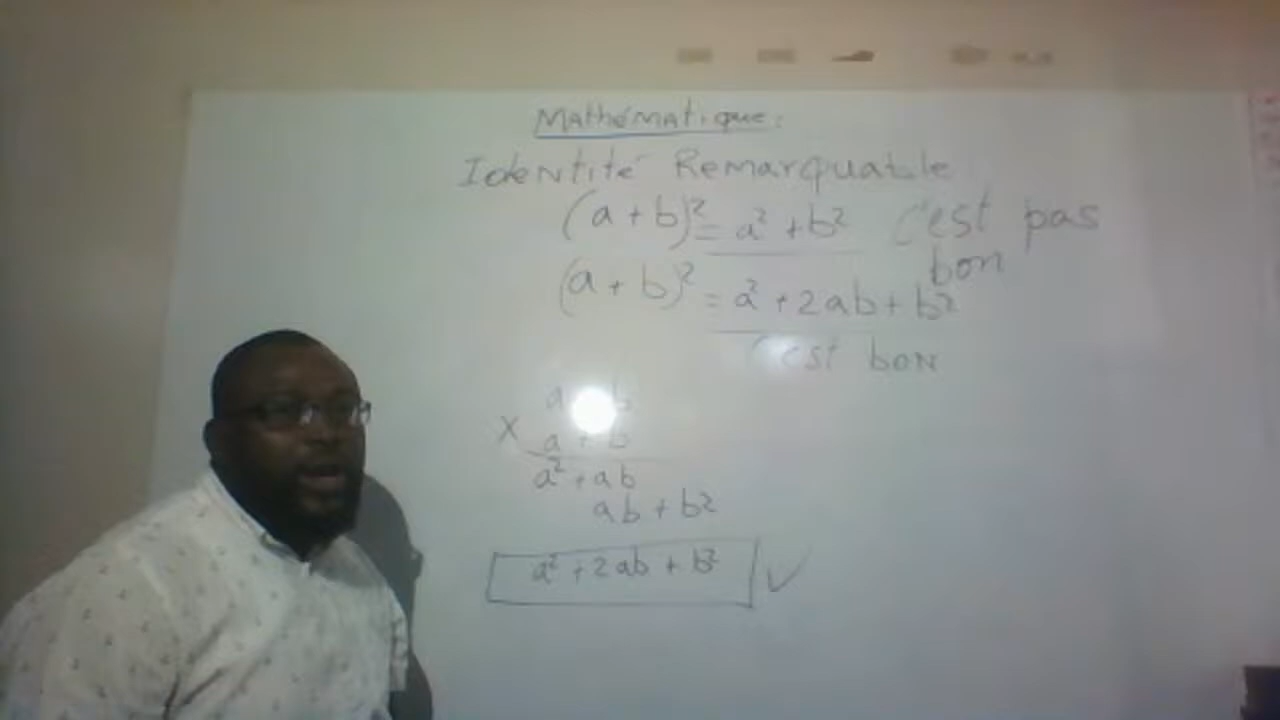 Mathématique:
Identité Remarquable
(a + b)² = a² + b² c'est pas
bon
(a + b)² = a² + 2ab + b²
C'est bon
a b
X a + b
a² + ab
ab + b²
a² + 2ab + b² ✓